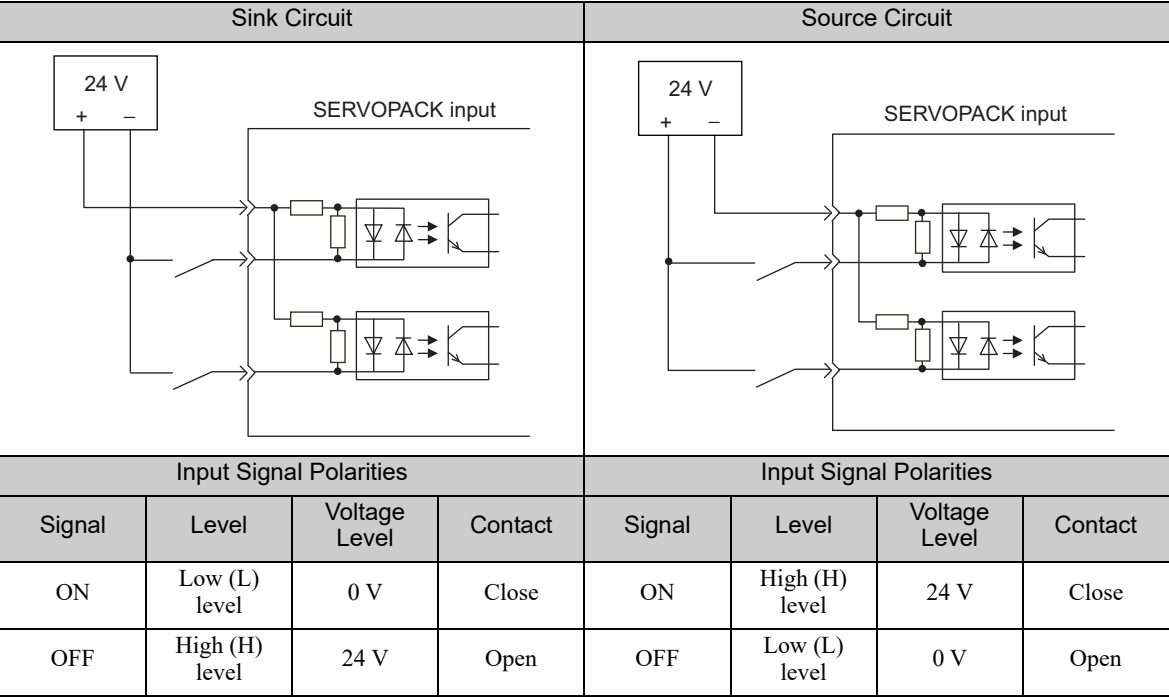 Sink Circuit
Source Circuit
24 V
+ −
SERVOPACK input
24 V
+ −
SERVOPACK input
Input Signal Polarities
Input Signal Polarities
Signal
Level
Voltage
Level
Contact
Signal
Level
Voltage
Level
Contact
ON
Low (L)
level
0 V
Close
ON
High (H)
level
24 V
Close
OFF
High (H)
level
24 V
Open
OFF
Low (L)
level
0 V
Open